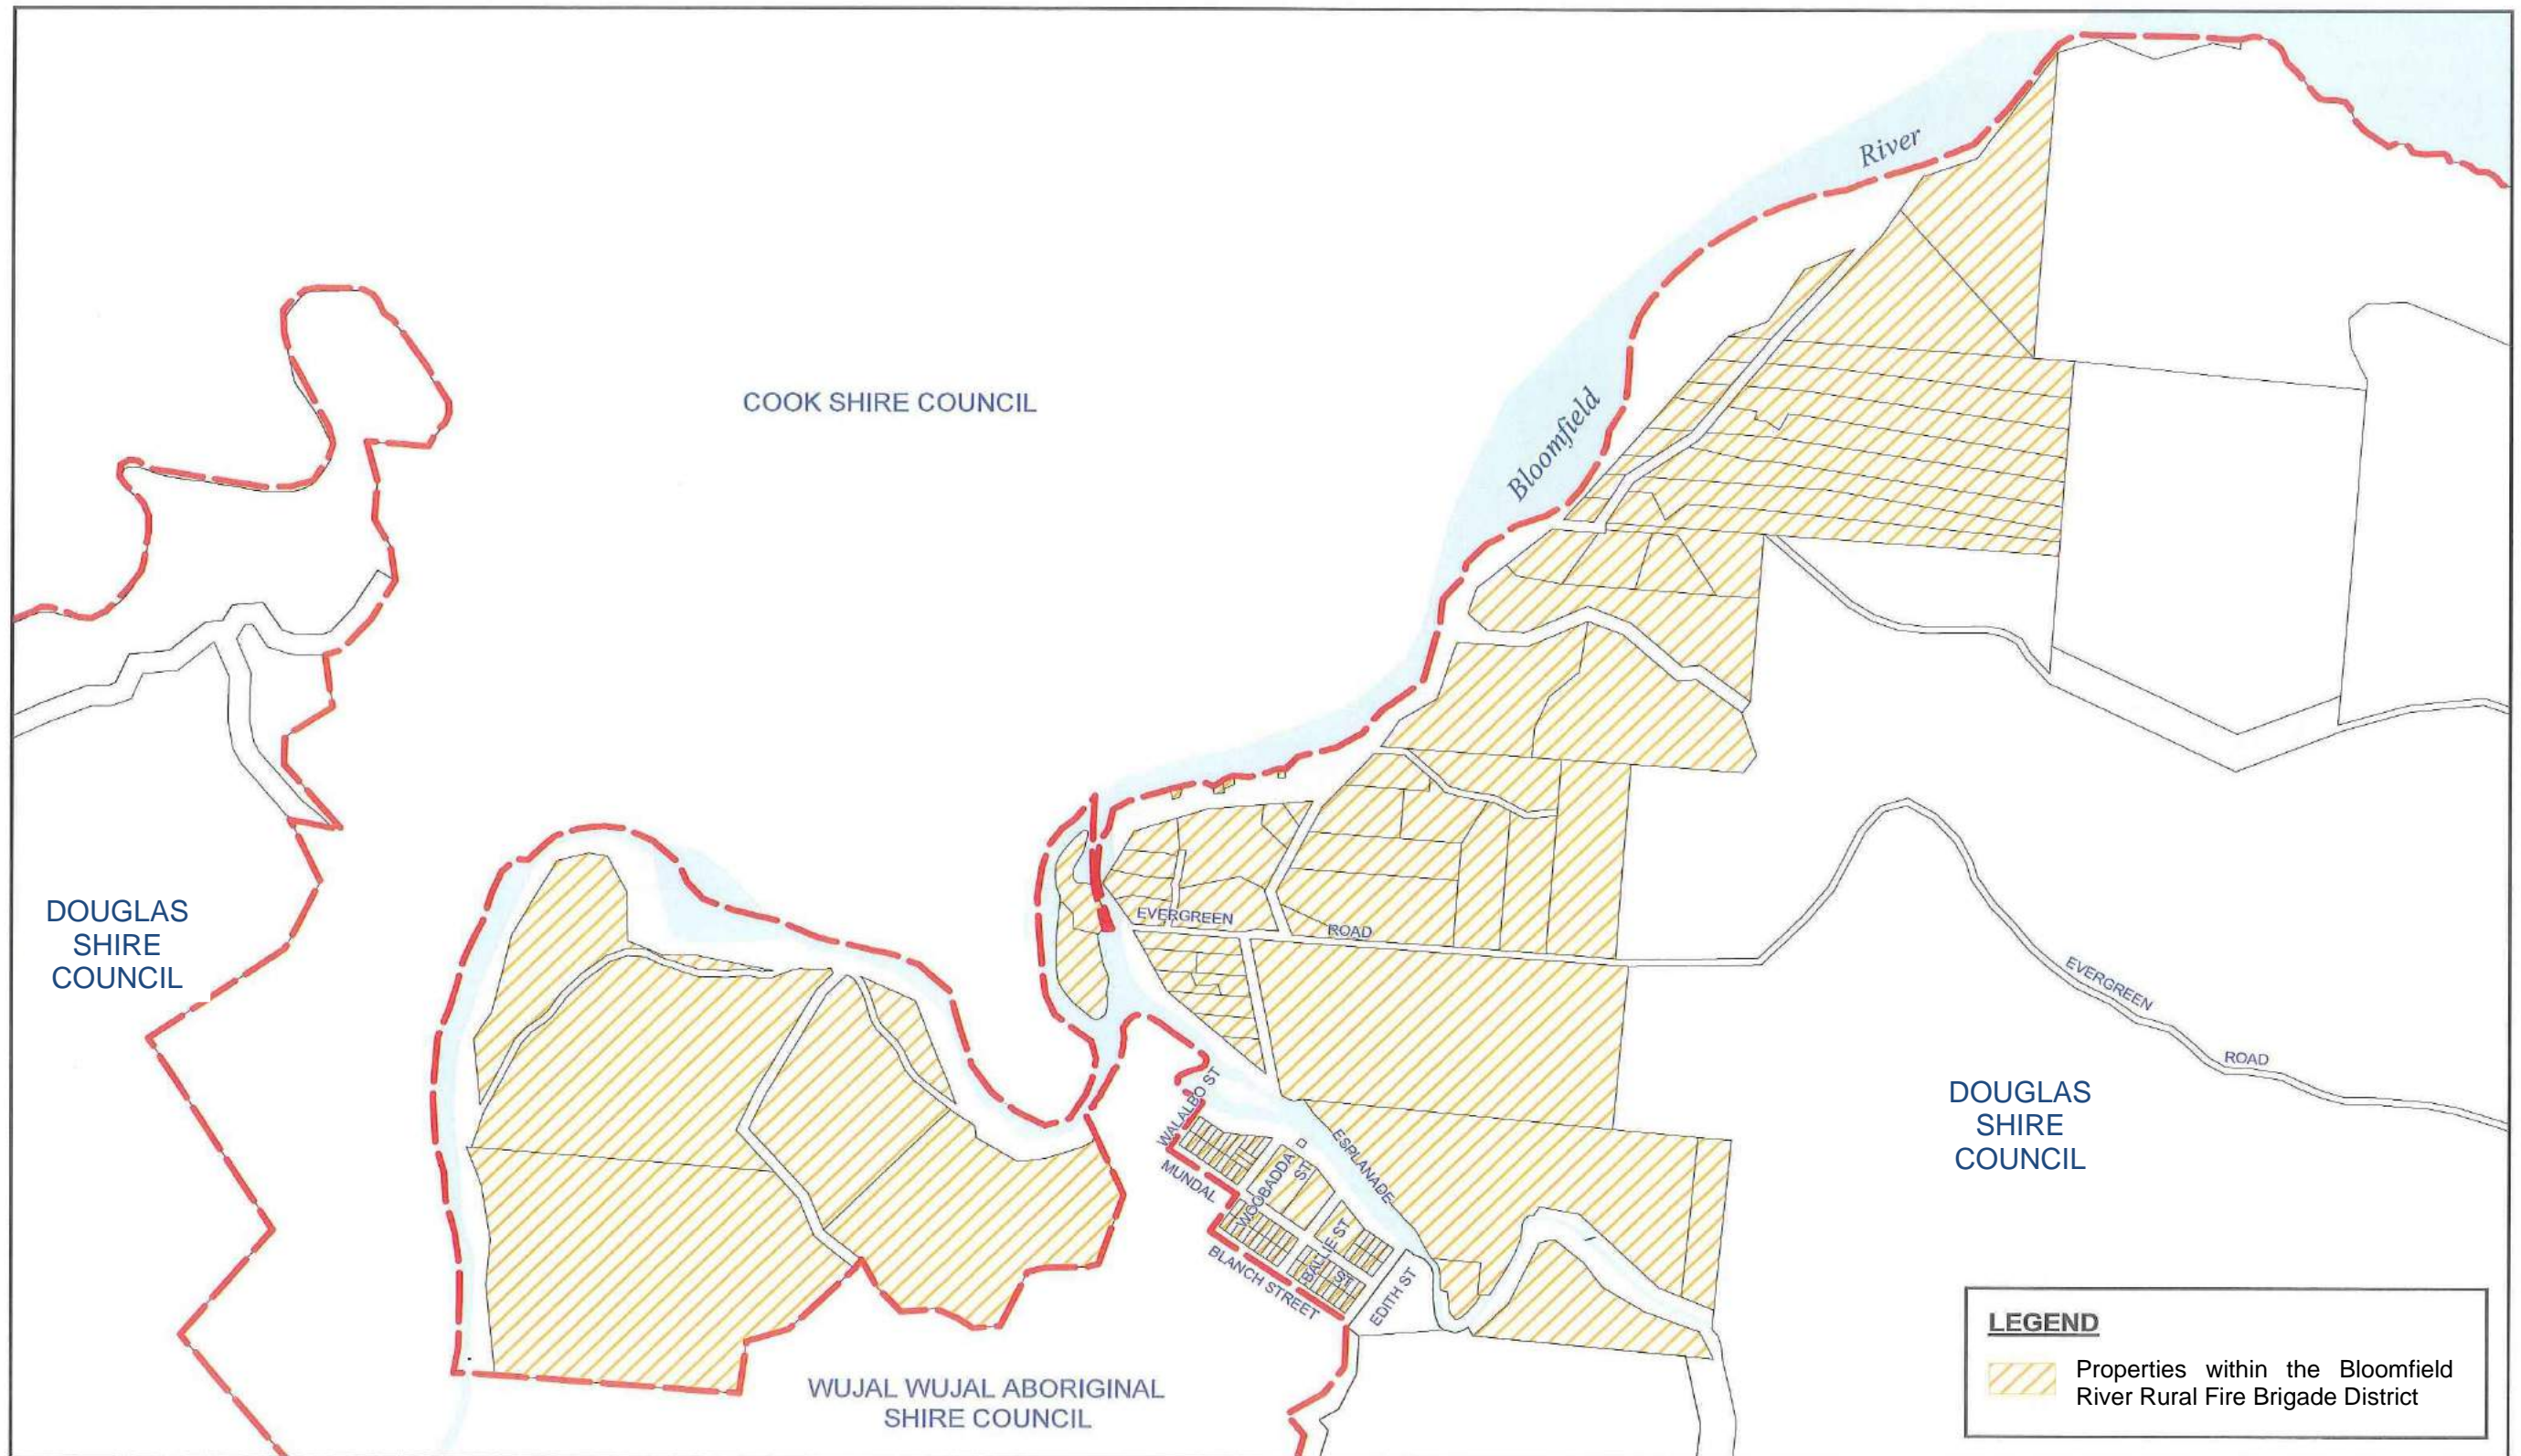 River
COOK SHIRE COUNCIL
Bloomfield
DOUGLAS
SHIRE
COUNCIL
EVERGREEN
ROAD
EVERGREEN
ROAD
WALALBO ST
MUNDAL
WOOBADDA
ST
ESPLANADE
BALLIE ST
ST
BLANCH STREET
EDITH ST
DOUGLAS
SHIRE
COUNCIL
WUJAL WUJAL ABORIGINAL
SHIRE COUNCIL
LEGEND
Properties within the Bloomfield
River Rural Fire Brigade District